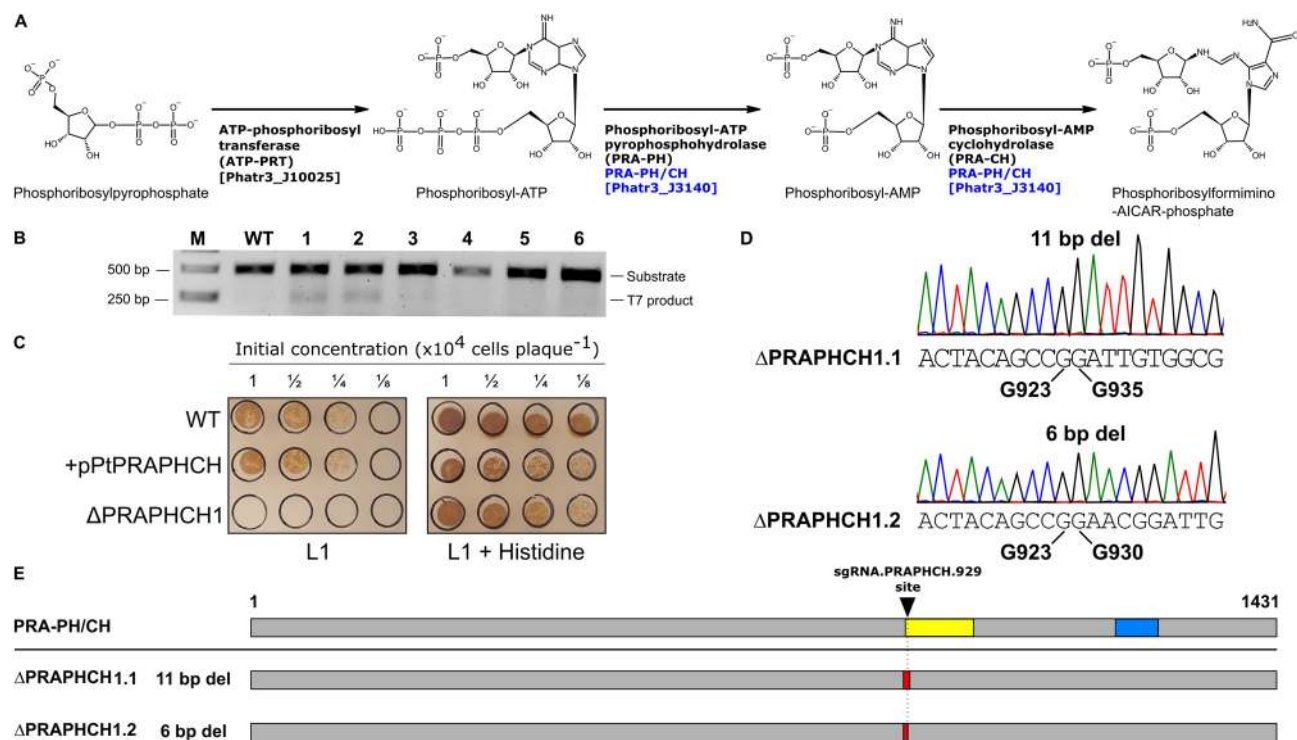 A
Phosphoribosylpyrophosphate
ATP-phosphoribosyl
transferase
(ATP-PRT)
[Phatr3_J10025]
Phosphoribosyl-ATP
Phosphoribosyl-ATP
pyrophosphohydrolase
(PRA-PH)
PRA-PH/CH
[Phatr3_J3140]
Phosphoribosyl-AMP
Phosphoribosyl-AMP
cyclohydrolase
(PRA-CH)
PRA-PH/CH
[Phatr3_J3140]
Phosphoribosylformimino
-AICAR-phosphate
B
M WT 1 2 3 4 5 6
500 bp
250 bp
Substrate
T7 product
C
Initial concentration (x10⁴ cells plaque⁻¹)
1 ½ ¼ ⅛ 1 ½ ¼ ⅛
WT
+pPtPRAPHCH
ΔPRAPHCH1
L1
L1 + Histidine
D
11 bp del
ΔPRAPHCH1.1
ACTACAGCCGGATTGTGGCG
G923 G935
6 bp del
ΔPRAPHCH1.2
ACTACAGCCGGAACGGATTG
G923 G930
E
sgRNA.PRAPHCH.929
site
1 1431
PRA-PH/CH
ΔPRAPHCH1.1 11 bp del
ΔPRAPHCH1.2 6 bp del